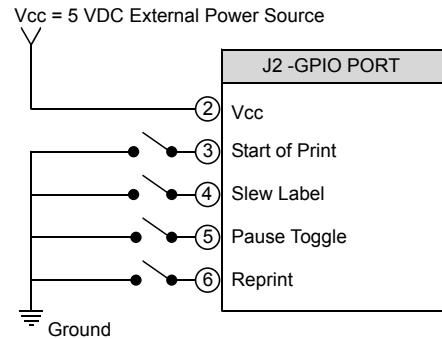 Vcc = 5 VDC External Power Source
J2 -GPIO PORT
2 Vcc
3 Start of Print
4 Slew Label
5 Pause Toggle
6 Reprint
Ground